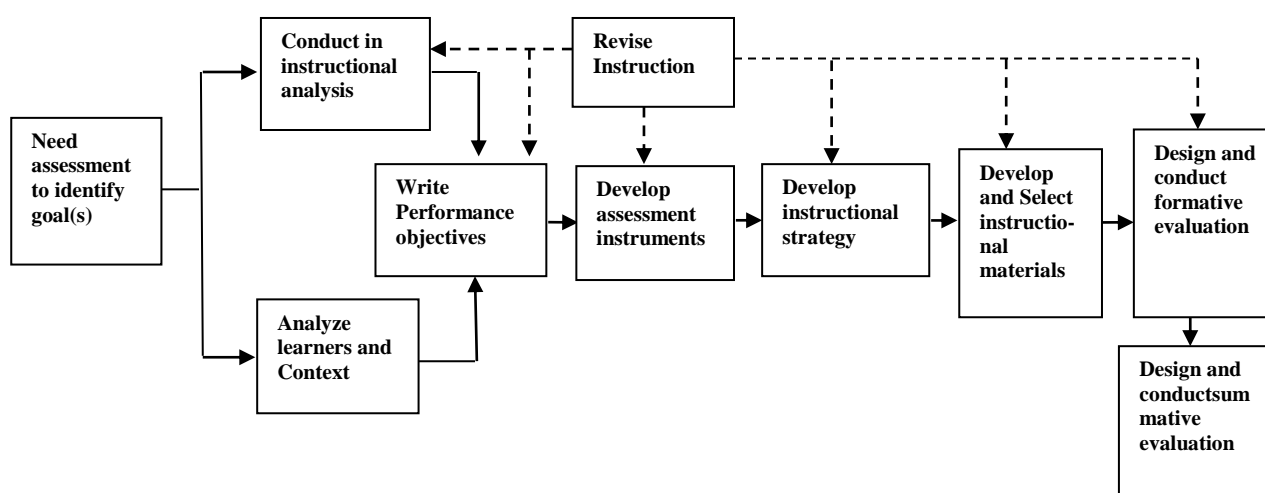 Conduct in
instructional
analysis
Revise
Instruction
Need
assessment
to identify
goal(s)
Write
Performance
objectives
Develop
assessment
instruments
Develop
instructional
strategy
Develop
and Select
instructio-
nal
materials
Design and
conduct
formative
evaluation
Analyze
learners and
Context
Design and
conductsum
mative
evaluation